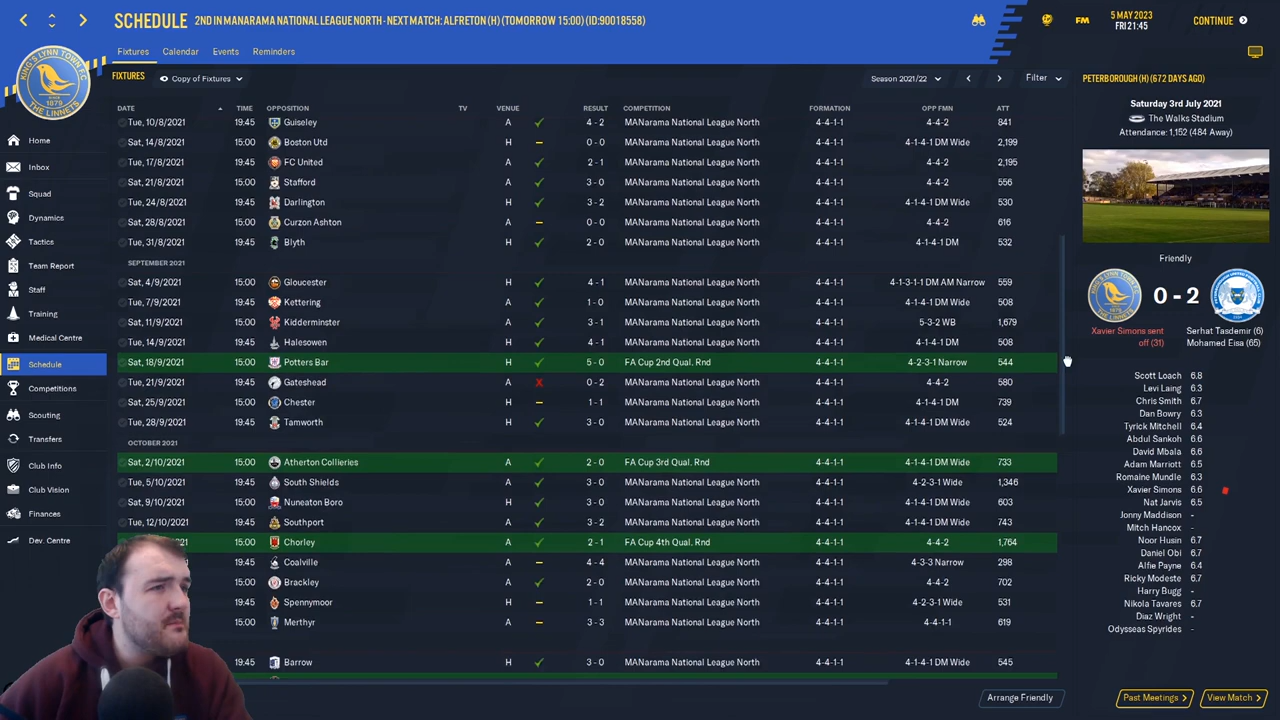 SCHEDULE 2ND IN MANARAMA NATIONAL LEAGUE NORTH - NEXT MATCH: ALFRETON (H) (TOMORROW 15:00) (ID:90018558)
FM
5 MAY 2023
FRI 21:45
CONTINUE
Fixtures Calendar Events Reminders
KING'S LYNN TOWN F.C.
1879
THE LINNETS
FIXTURES Copy of Fixtures Season 2021/22 Filter
DATE TIME OPPOSITION TV VENUE RESULT COMPETITION FORMATION OPP FMN ATT
Tue, 10/8/2021 19.45 Guiseley A 4 - 2 MANarama National League North 4-4-1-1 4-4-2 841
Sat, 14/8/2021 15:00 Boston Utd H 0 - 0 MANarama National League North 4-4-1-1 4-1-4-1 DM Wide 2,199
Tue, 17/8/2021 19.45 FC United A 2 - 1 MANarama National League North 4-4-1-1 4-4-2 2,195
Sat, 21/8/2021 15:00 Stafford A 3 - 0 MANarama National League North 4-4-1-1 4-4-2 556
Tue, 24/8/2021 19.45 Darlington H 3 - 2 MANarama National League North 4-4-1-1 4-1-4-1 DM Wide 530
Sat, 28/8/2021 15:00 Curzon Ashton A 0 - 0 MANarama National League North 4-4-1-1 4-4-2 616
Tue, 31/8/2021 19.45 Blyth H 2 - 0 MANarama National League North 4-4-1-1 4-1-4-1 DM 532
SEPTEMBER 2021
Sat, 4/9/2021 15:00 Gloucester H 4 - 1 MANarama National League North 4-4-1-1 4-1-3-1-1 DM AM Narrow 559
Tue, 7/9/2021 19.45 Kettering A 1 - 0 MANarama National League North 4-4-1-1 4-1-4-1 DM Wide 508
Sat, 11/9/2021 15:00 Kidderminster A 3 - 1 MANarama National League North 4-4-1-1 5-3-2 WB 1,679
Tue, 14/9/2021 19.45 Halesowen H 4 - 1 MANarama National League North 4-4-1-1 4-1-4-1 DM Wide 508
Sat, 18/9/2021 15:00 Potters Bar H 5 - 0 FA Cup 2nd Qual. Rnd 4-4-1-1 4-2-3-1 Narrow 544
Tue, 21/9/2021 19.45 Gateshead A X 0 - 2 MANarama National League North 4-4-1-1 4-4-2 580
Sat, 25/9/2021 15:00 Chester H 1 - 1 MANarama National League North 4-4-1-1 4-1-4-1 DM 739
Tue, 28/9/2021 19.45 Tamworth H 3 - 0 MANarama National League North 4-4-1-1 4-1-4-1 DM Wide 524
OCTOBER 2021
Sat, 2/10/2021 15:00 Atherton Collieries A 2 - 0 FA Cup 3rd Qual. Rnd 4-4-1-1 4-1-4-1 DM Wide 733
Tue, 5/10/2021 19.45 South Shields A 3 - 0 MANarama National League North 4-4-1-1 4-2-3-1 Wide 1,346
Sat, 9/10/2021 15:00 Nuneaton Boro H 3 - 0 MANarama National League North 4-4-1-1 4-1-4-1 DM Wide 603
Tue, 12/10/2021 19.45 Southport A 3 - 2 MANarama National League North 4-4-1-1 4-1-4-1 DM Wide 743
15:00 Chorley A 2 - 1 FA Cup 4th Qual. Rnd 4-4-1-1 4-4-2 1,764
19.45 Coalville A 4 - 4 MANarama National League North 4-4-1-1 4-3-3 Narrow 298
15:00 Brackley A 2 - 0 MANarama National League North 4-4-1-1 4-4-2 702
19.45 Spennymoor H 1 - 1 MANarama National League North 4-4-1-1 4-2-3-1 Wide 531
15:00 Merthyr A 3 - 3 MANarama National League North 4-4-1-1 4-4-1-1 619
19.45 Barrow H 3 - 0 MANarama National League North 4-4-1-1 4-1-4-1 DM Wide 545
Arrange Friendly
Home
Inbox
Squad
Dynamics
Tactics
Team Report
Staff
Training
Medical Centre
Schedule
Competitions
Scouting
Transfers
Club Info
Club Vision
Finances
Dev. Centre
PETERBOROUGH (H) (672 DAYS AGO)
Saturday 3rd July 2021
The Walks Stadium
Attendance: 1,152 (484 Away)
Friendly
0 - 2
Xavier Simons sent off (31)
Serhat Tasdemir (6)
Mohamed Eisa (65)
Scott Loach 6.8
Levi Laing 6.3
Chris Smith 6.7
Dan Bowry 6.3
Tyrick Mitchell 6.4
Abdul Sankoh 6.6
David Mbala 6.6
Adam Marriott 6.5
Romaine Mundle 6.3
Xavier Simons 6.6
Nat Jarvis 6.5
Jonny Maddison -
Mitch Hancox -
Noor Husin 6.7
Daniel Obi 6.7
Alfie Payne 6.4
Ricky Modeste 6.7
Harry Bugg -
Nikola Tavares 6.7
Diaz Wright -
Odysseas Spyrides -
Past Meetings > View Match >